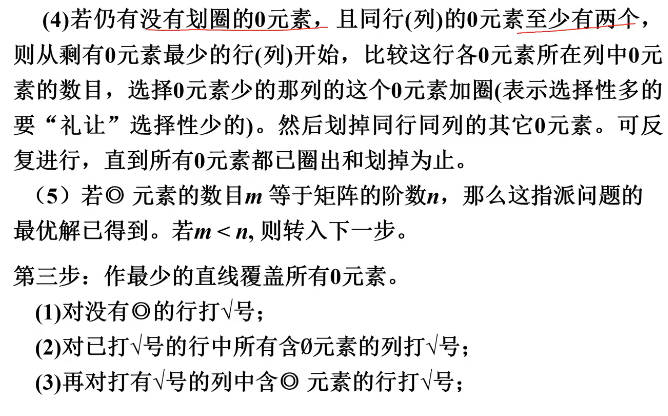 (4)若仍有没有划圈的0元素，且同行(列)的0元素至少有两个，
则从剩有0元素最少的行(列)开始，比较这行各0元素所在列中0元
素的数目，选择0元素少的那列的这个0元素加圈(表示选择性多的
要“礼让”选择性少的)。然后划掉同行同列的其它0元素。可反
复进行，直到所有0元素都已圈出和划掉为止。
（5）若◎ 元素的数目m 等于矩阵的阶数n，那么这指派问题的
最优解已得到。若m < n, 则转入下一步。
第三步：作最少的直线覆盖所有0元素。
(1)对没有◎的行打√号；
(2)对已打√号的行中所有含Ø元素的列打√号；
(3)再对打有√号的列中含◎ 元素的行打√号；